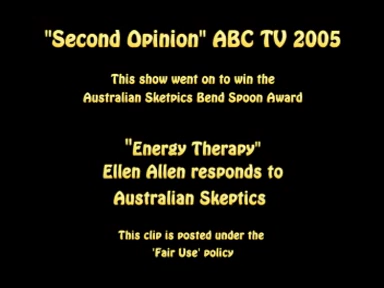 "Second Opinion" ABC TV 2005
This show went on to win the
Australian Sketpics Bend Spoon Award
"Energy Therapy"
Ellen Allen responds to
Australian Skeptics
This clip is posted under the
'Fair Use' policy